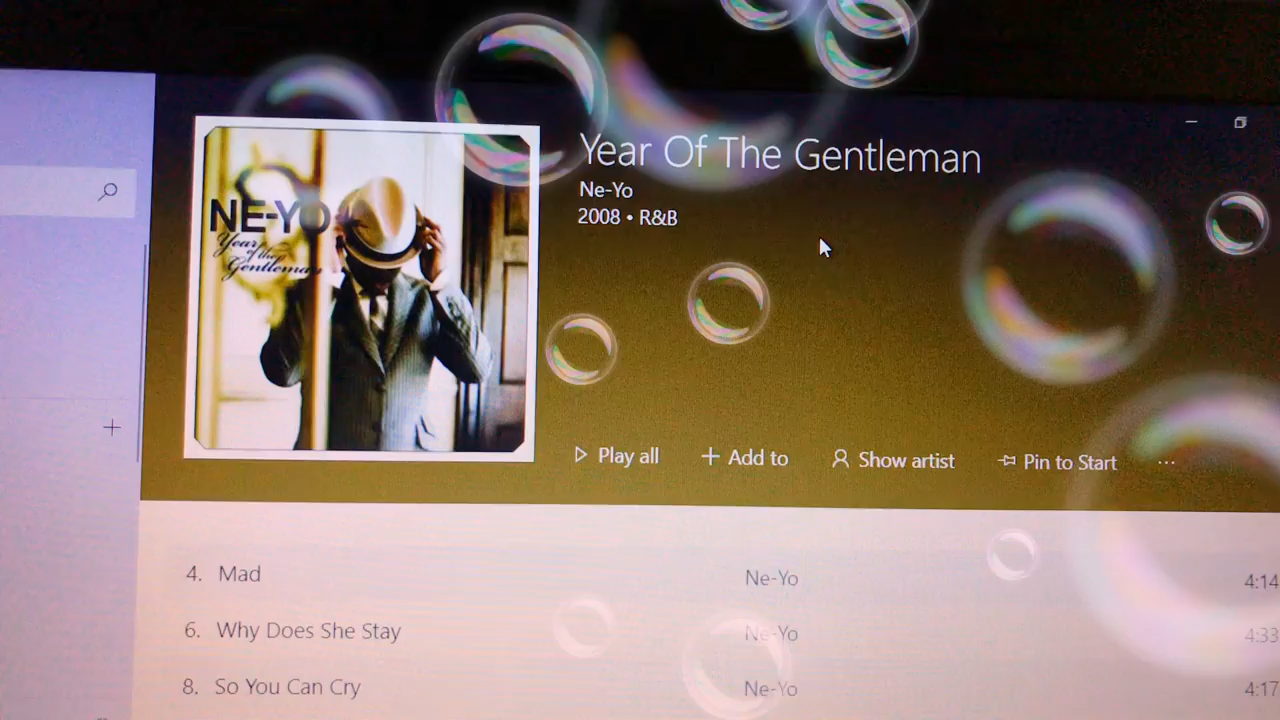 Year Of The Gentleman
Ne-Yo
2008 • R&B
NE-YO
Year
of the
Gentleman
Play all
Add to
Show artist
Pin to Start
4. Mad Ne-Yo 4:14
6. Why Does She Stay Ne-Yo 4:33
8. So You Can Cry Ne-Yo 4:17